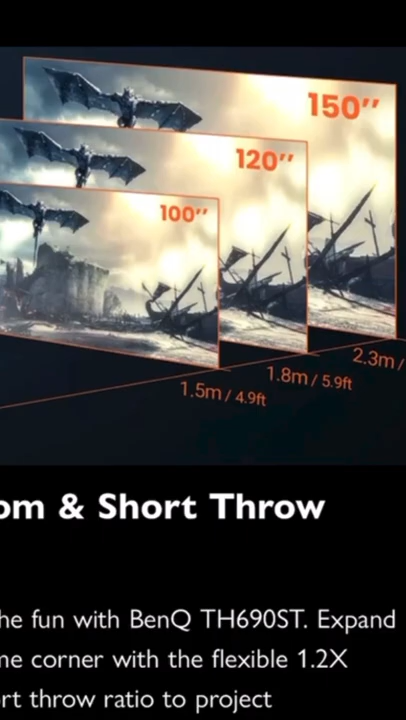 150″
120″
100″
2.3m/
1.8m / 5.9ft
1.5m / 4.9ft
om & Short Throw
he fun with BenQ TH690ST. Expand
ne corner with the flexible 1.2X
rt throw ratio to project